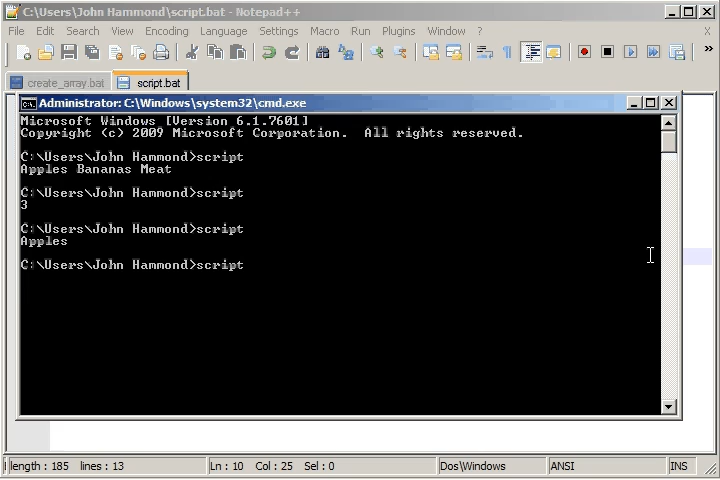 C:\Users\John Hammond\script.bat - Notepad++
File Edit Search View Encoding Language Settings Macro Run Plugins Window ? X
create_array.bat script.bat
Administrator: C:\Windows\system32\cmd.exe
Microsoft Windows [Version 6.1.7601]
Copyright (c) 2009 Microsoft Corporation. All rights reserved.
C:\Users\John Hammond>script
Apples Bananas Meat
C:\Users\John Hammond>script
3
C:\Users\John Hammond>script
Apples
C:\Users\John Hammond>script
length : 185 lines : 13 Ln : 10 Col : 25 Sel : 0 Dos\Windows ANSI INS